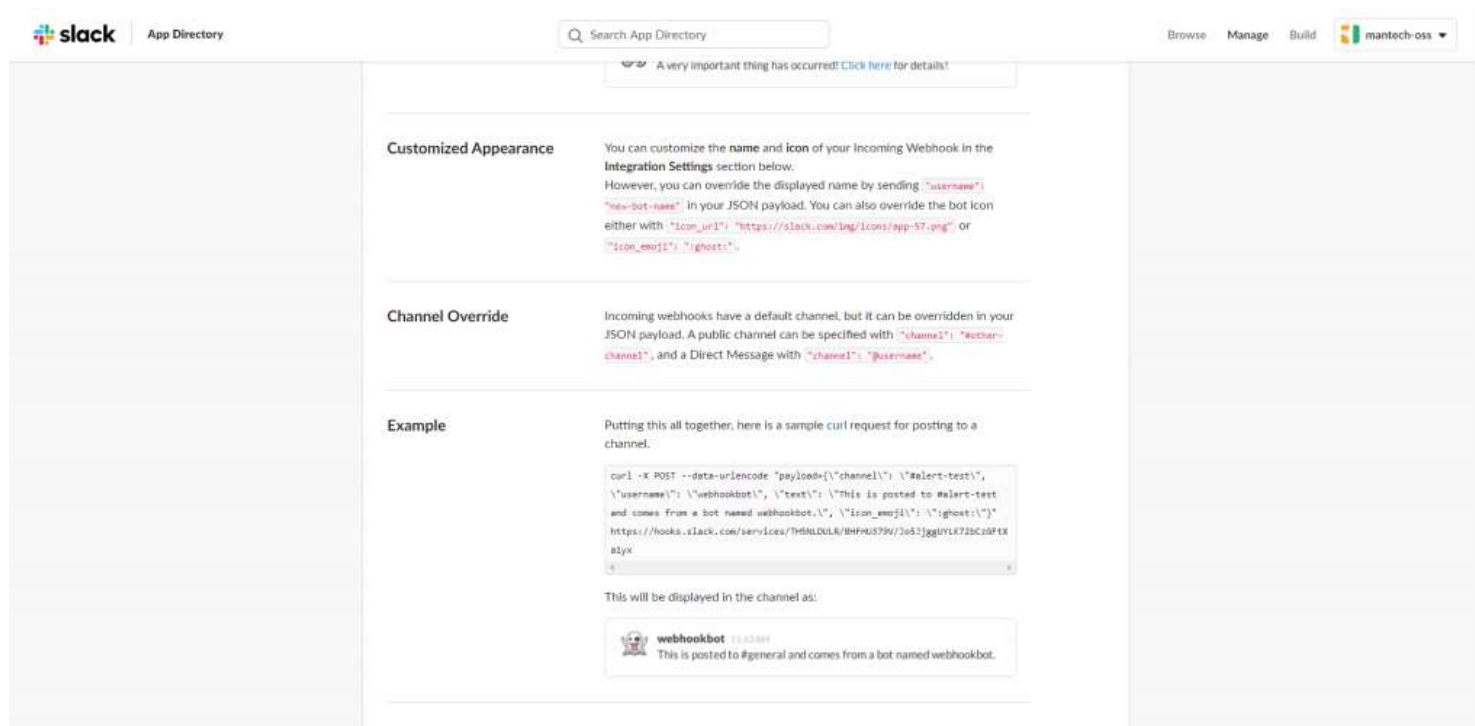 slack App Directory Search App Directory Browse Manage Build mantech-oss
A very important thing has occurred! Click here for details!
Customized Appearance
You can customize the name and icon of your Incoming Webhook in the
Integration Settings section below.
However, you can override the displayed name by sending "username":
"new-bot-name" in your JSON payload. You can also override the bot icon
either with "icon_url": "https://slack.com/img/icons/app-57.png" or
"icon_emoji": ":ghost:".
Channel Override
Incoming webhooks have a default channel, but it can be overridden in your
JSON payload. A public channel can be specified with "channel": "#other-
channel", and a Direct Message with "channel": "@username".
Example
Putting this all together, here is a sample curl request for posting to a
channel.
curl -X POST --data-urlencode "payload={\"channel\": \"#alert-test\",
\"username\": \"webhookbot\", \"text\": \"This is posted to #alert-test
and comes from a bot named webhookbot.\", \"icon_emoji\": \":ghost:\"}"
https://hooks.slack.com/services/
This will be displayed in the channel as:
webhookbot
This is posted to #general and comes from a bot named webhookbot.